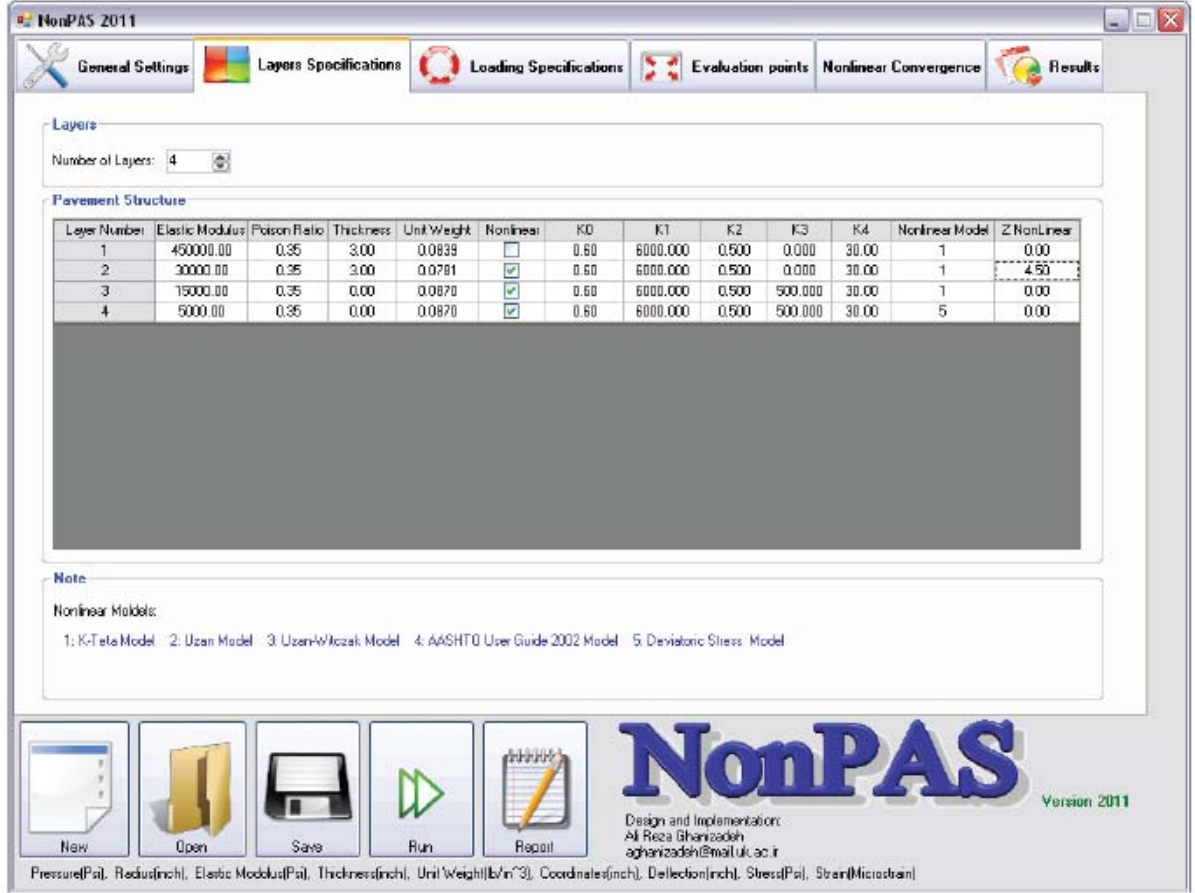 NonPAS 2011
General Settings Layers Specifications Loading Specifications Evaluation points Nonlinear Convergence Results
Layers
Number of Layers: 4
Pavement Structure
Layer Number Elastic Modulus Poison Ratio Thickness Unit Weight Nonlinear K0 K1 K2 K3 K4 Nonlinear Model Z NonLinear
1 450000.00 0.35 3.00 0.0839 0.60 6000.000 0.500 0.000 30.00 1 0.00
2 30000.00 0.35 3.00 0.0781 0.60 6000.000 0.500 0.000 30.00 1 4.50
3 15000.00 0.35 0.00 0.0870 0.60 6000.000 0.500 500.000 30.00 1 0.00
4 5000.00 0.35 0.00 0.0870 0.60 6000.000 0.500 500.000 30.00 5 0.00
Note
Nonlinear Moldels:
1: K-Teta Model 2: Uzan Model 3: Uzan-Witczak Model 4: AASHTO User Guide 2002 Model 5: Deviatoric Stress Model
NonPAS
Version 2011
Design and Implementation:
Ali Reza Ghanizadeh
aghanizadeh@mail.uk.ac.ir
New Open Save Run Report
Pressure(Psi), Radius(inch), Elastic Modolus(Psi), Thickness(inch), Unit Weight(lb/in^3), Coordinates(inch), Deflection(inch), Stress(Psi), Strain(Microstrain)